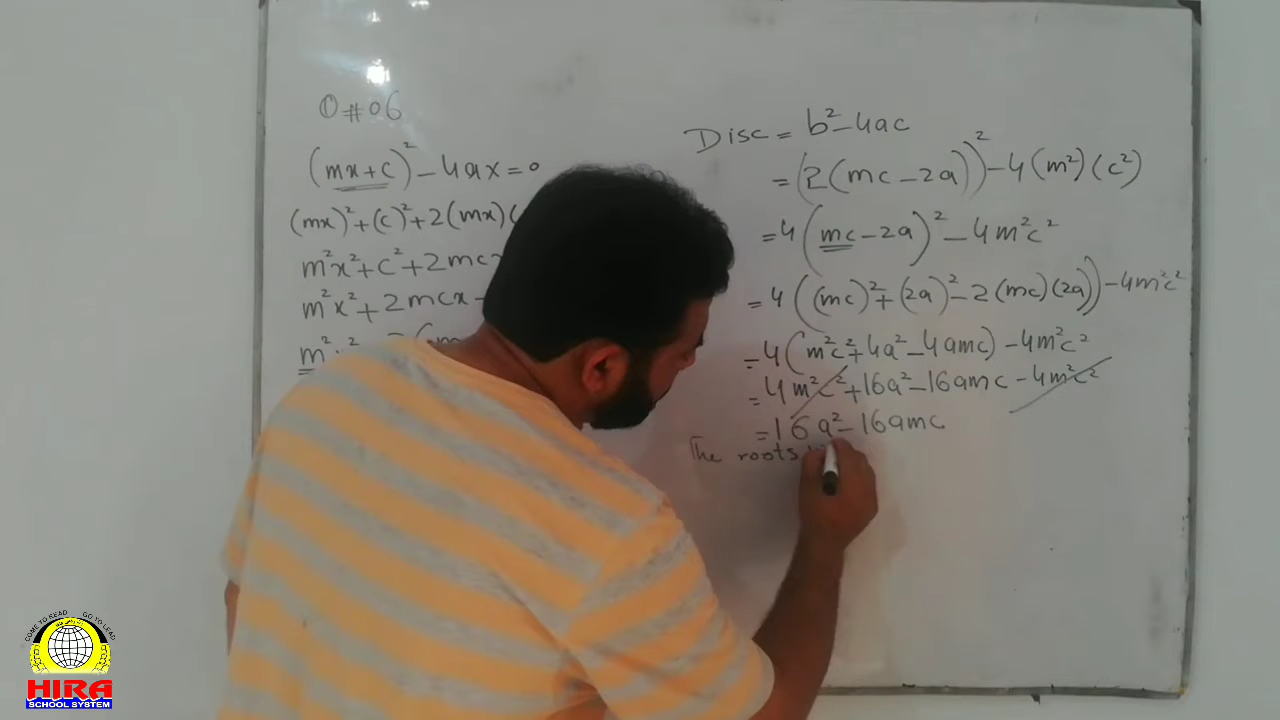 Q#06
(mx+c)² - 4ax = 0
(mx)² + (c)² + 2(mx)(
m²x² + c² + 2mcx
m²x² + 2mcx -
m²x²
Disc = b² - 4ac
= (2(mc - 2a))² - 4(m²)(c²)
= 4(mc - 2a)² - 4m²c²
= 4((mc)² + (2a)² - 2(mc)(2a)) - 4m²c²
= 4(m²c² + 4a² - 4amc) - 4m²c²
= 4m²c² + 16a² - 16amc - 4m²c²
= 16a² - 16amc
The roots
COME TO READ GO TO LEAD
HIRA
SCHOOL SYSTEM